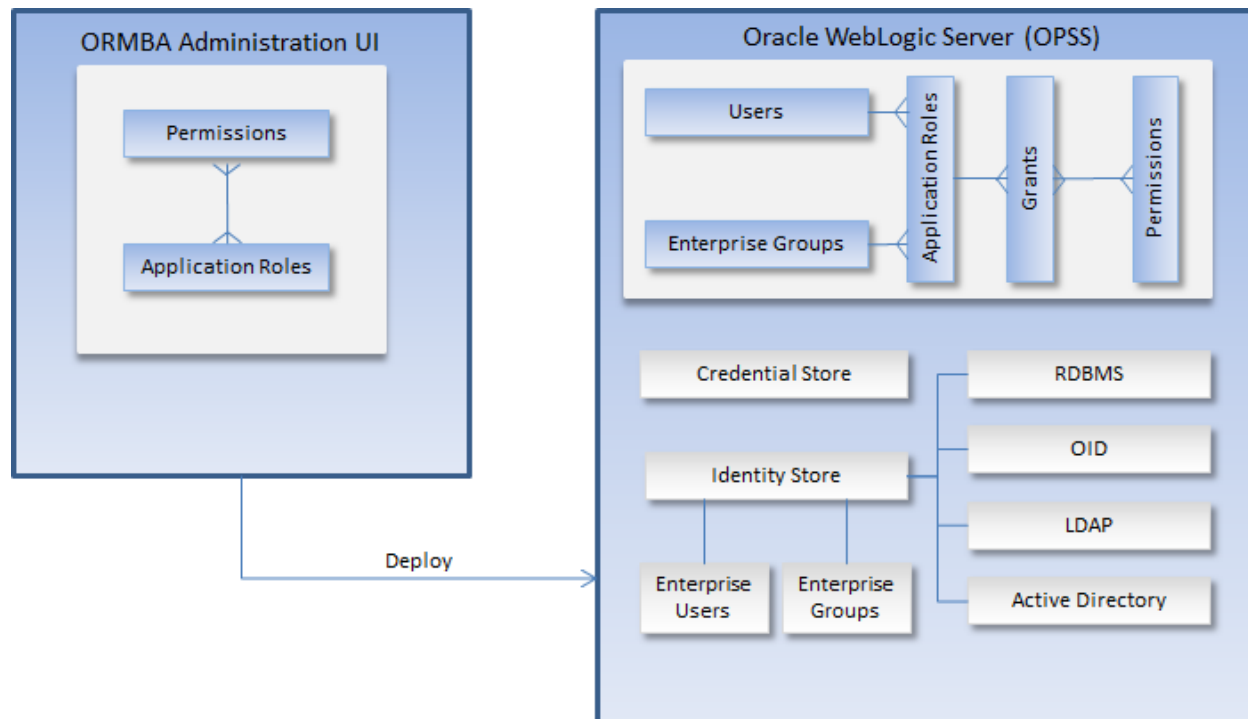 ORMBA Administration UI
Permissions
Application Roles
Deploy
Oracle WebLogic Server (OPSS)
Users
Enterprise Groups
Application Roles
Grants
Permissions
Credential Store
Identity Store
Enterprise
Users
Enterprise
Groups
RDBMS
OID
LDAP
Active Directory